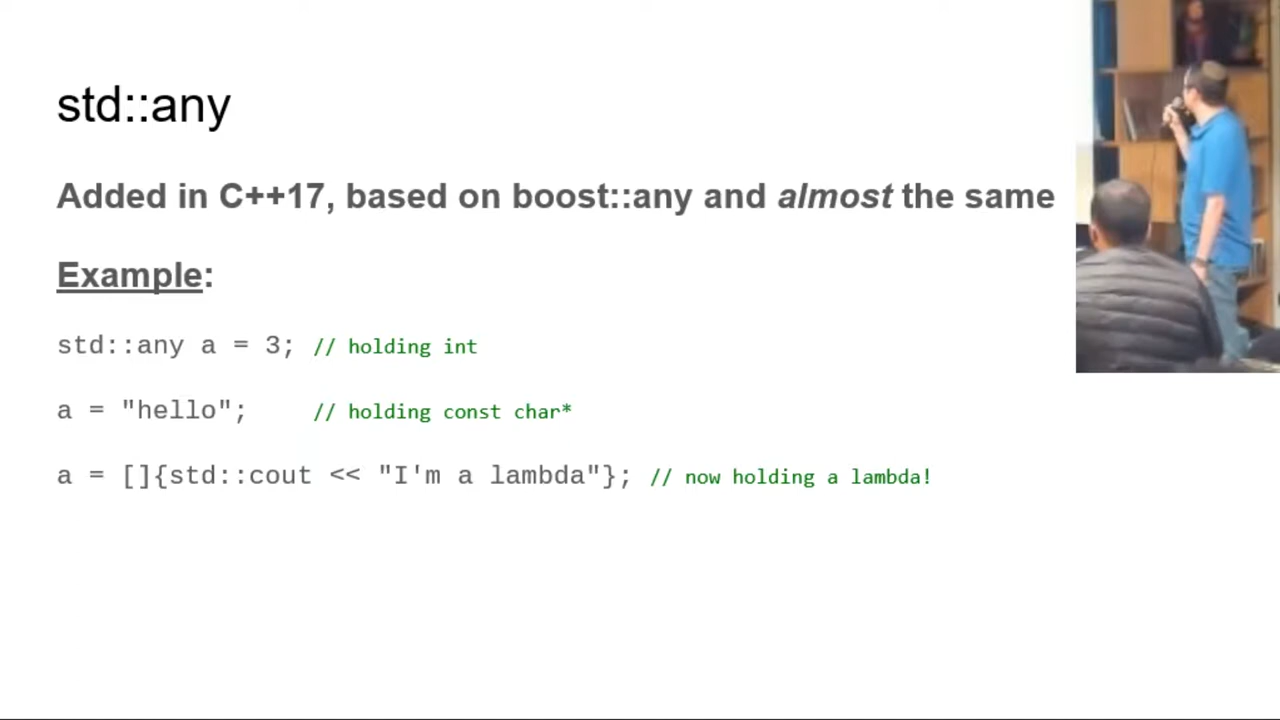 std::any
Added in C++17, based on boost::any and almost the same
Example:
std::any a = 3; // holding int
a = "hello"; // holding const char*
a = []{std::cout << "I'm a lambda"}; // now holding a lambda!